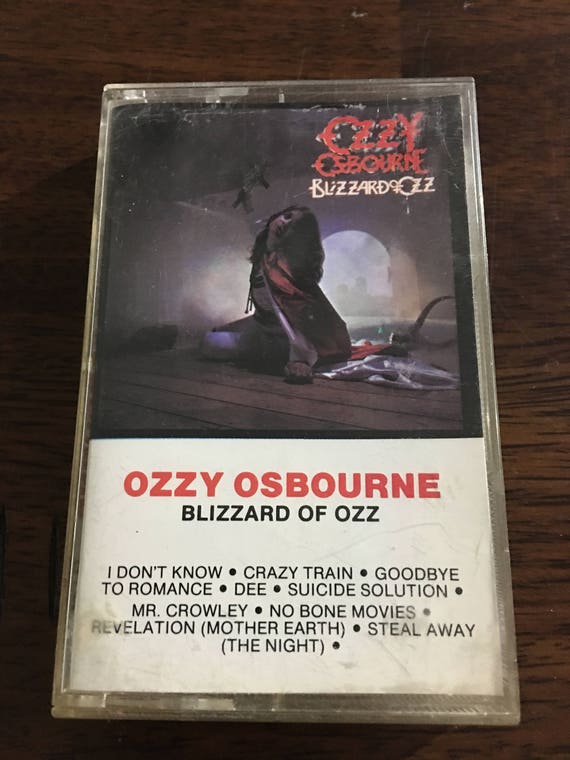 OZZY
OSBOURNE
BLIZZARD OF OZZ
OZZY OSBOURNE
BLIZZARD OF OZZ
I DON'T KNOW • CRAZY TRAIN • GOODBYE
TO ROMANCE • DEE • SUICIDE SOLUTION •
MR. CROWLEY • NO BONE MOVIES •
REVELATION (MOTHER EARTH) • STEAL AWAY
(THE NIGHT) •